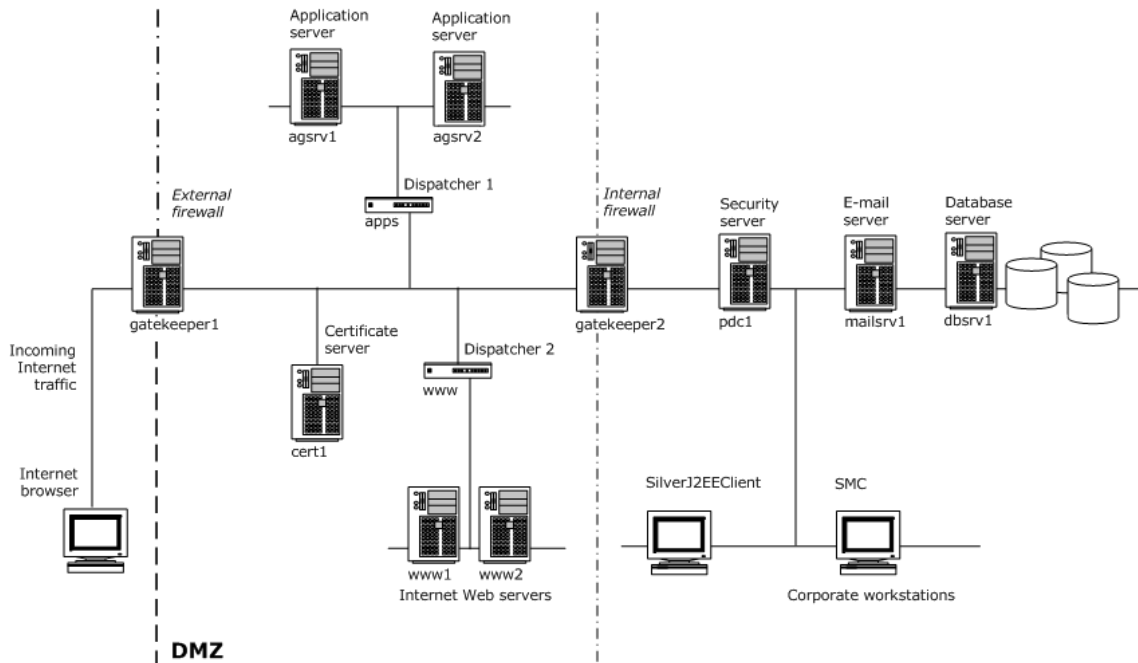 Application
server
Application
server
agsrv1
agsrv2
External
firewall
Dispatcher 1
apps
Internal
firewall
Security
server
E-mail
server
Database
server
gatekeeper1
gatekeeper2
pdc1
mailsrv1
dbsrv1
Incoming
Internet
traffic
Certificate
server
Dispatcher 2
www
cert1
Internet
browser
SilverJ2EEClient
SMC
www1
www2
Internet Web servers
Corporate workstations
DMZ